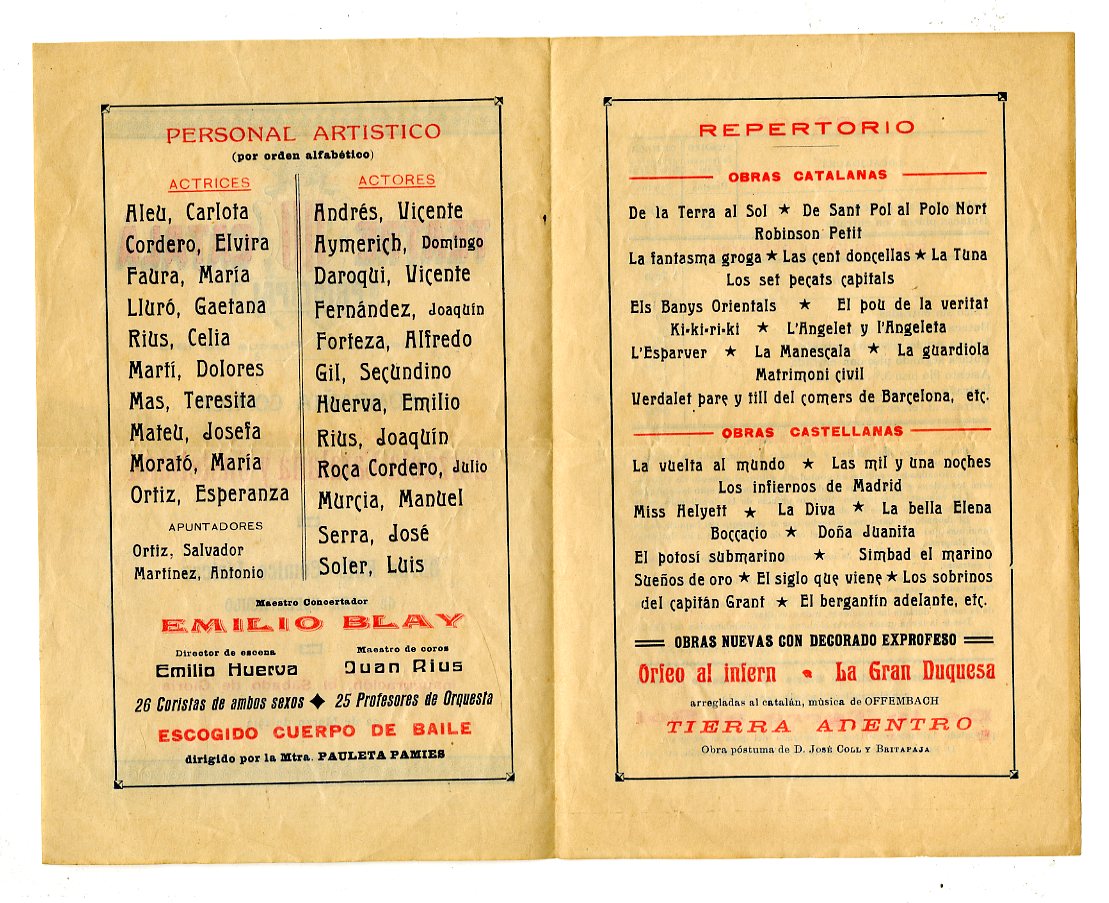 PERSONAL ARTISTICO
(por orden alfabético)
ACTRICES
Aleu, Carlota
Cordero, Elvira
Faura, María
Lluró, Gaetana
Rius, Celia
Martí, Dolores
Mas, Teresita
Mateu, Josefa
Morató, María
Ortiz, Esperanza
APUNTADORES
Ortiz, Salvador
Martínez, Antonio
ACTORES
Andrés, Vicente
Aymerich, Domingo
Daroqui, Vicente
Fernández, Joaquín
Forteza, Alfredo
Gil, Secundino
Huerva, Emilio
Rius, Joaquín
Roca Cordero, Julio
Murcia, Manuel
Serra, José
Soler, Luis
Maestro Concertador
EMILIO BLAY
Director de escena
Emilio Huerva
Maestro de coros
Juan Rius
26 Coristas de ambos sexos ◆ 25 Profesores de Orquesta
ESCOGIDO CUERPO DE BAILE
dirigido por la Mtra. PAULETA PAMIES
REPERTORIO
OBRAS CATALANAS
De la Terra al Sol ★ De Sant Pol al Polo Nort
Robinson Petit
La fantasma groga ★ Las cent doncellas ★ La Tuna
Los set pecats capitals
Els Banys Orientals ★ El pou de la veritat
Ki-ki-ri-ki ★ L'Angelet y l'Angeleta
L'Esparver ★ La Manescala ★ La guardiola
Matrimoni civil
Verdalet pare y fill del comers de Barcelona, etc.
OBRAS CASTELLANAS
La vuelta al mundo ★ Las mil y una noches
Los infiernos de Madrid
Miss Helyett ★ La Diva ★ La bella Elena
Boccacio ★ Doña Juanita
El potosí submarino ★ Simbad el marino
Sueños de oro ★ El siglo que viene ★ Los sobrinos
del capitán Grant ★ El bergantín adelante, etc.
OBRAS NUEVAS CON DECORADO EXPROFESO
Orfeo al infern La Gran Duquesa
arregladas al catalán, música de OFFEMBACH
TIERRA ADENTRO
Obra póstuma de D. José Coll y Britapaja